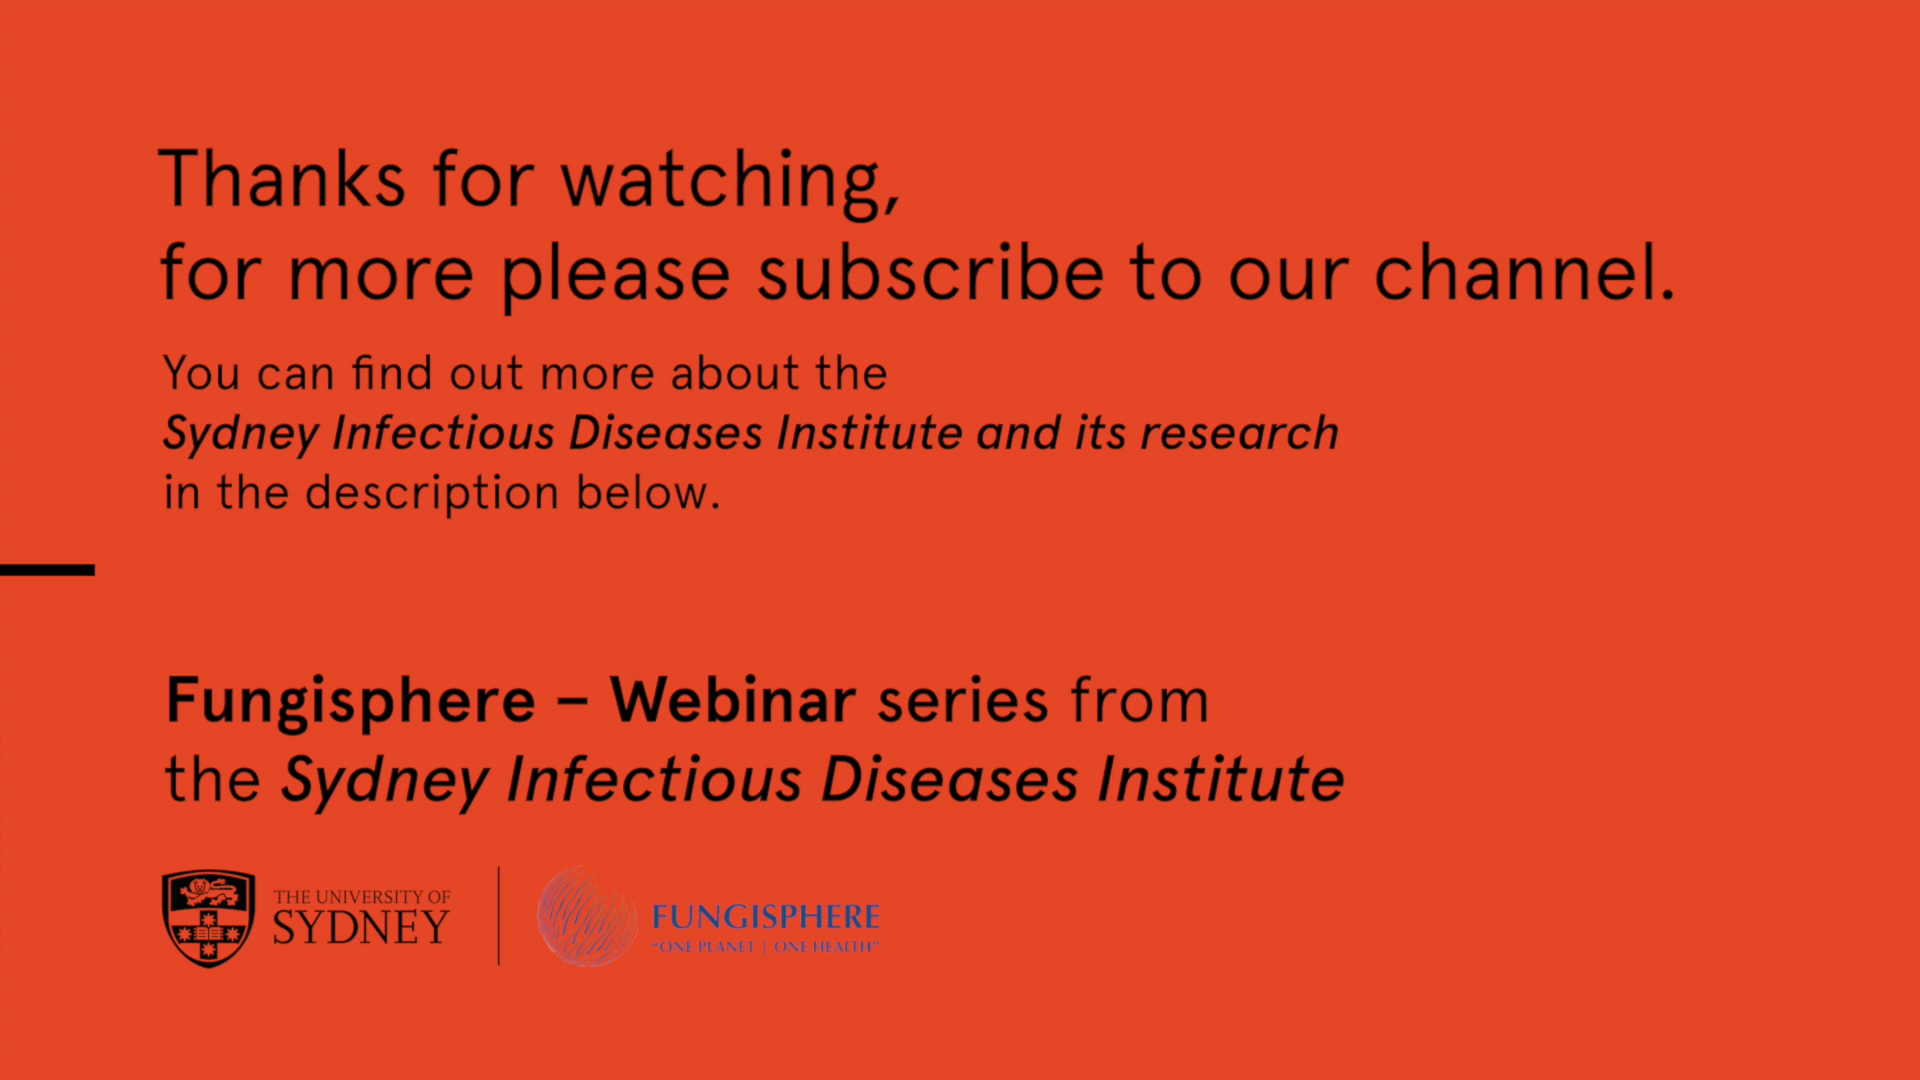 Thanks for watching,
for more please subscribe to our channel.
You can find out more about the
Sydney Infectious Diseases Institute and its research
in the description below.
Fungisphere – Webinar series from
the Sydney Infectious Diseases Institute
THE UNIVERSITY OF
SYDNEY
FUNGISPHERE
"ONE PLANET | ONE HEALTH"